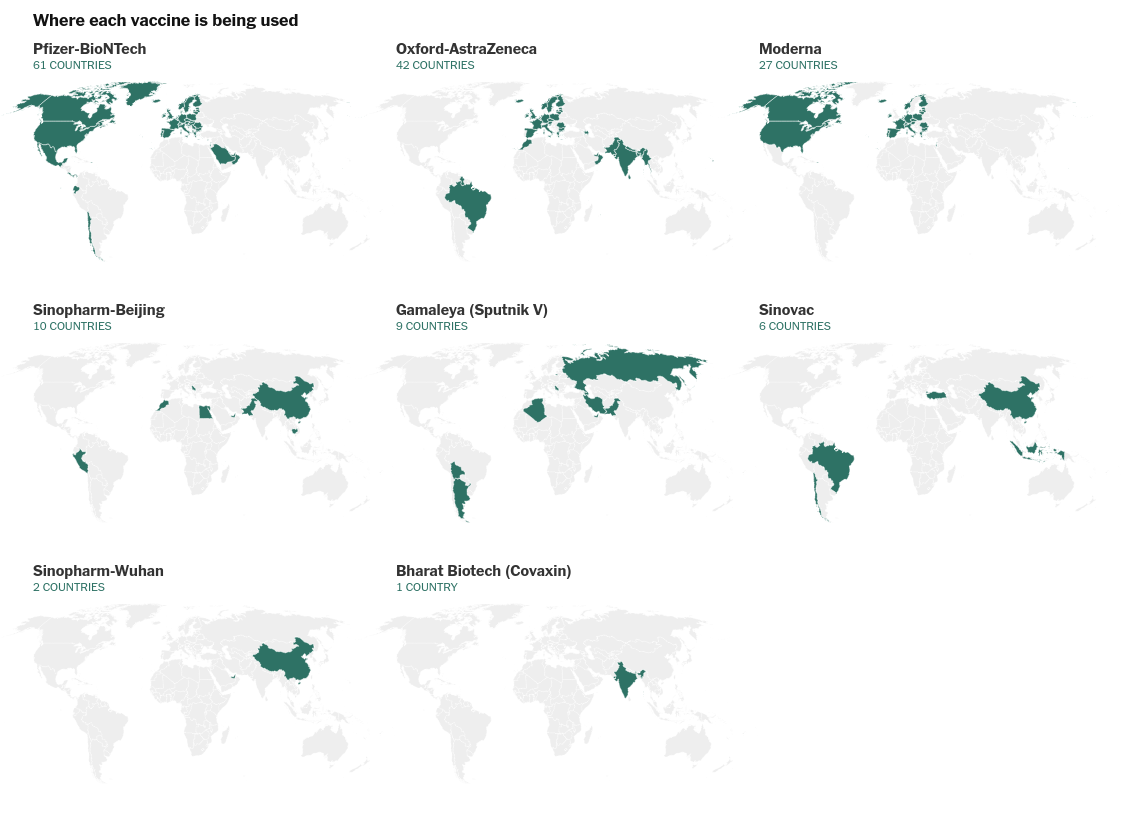 Where each vaccine is being used
Pfizer-BioNTech
61 COUNTRIES
Oxford-AstraZeneca
42 COUNTRIES
Moderna
27 COUNTRIES
Sinopharm-Beijing
10 COUNTRIES
Gamaleya (Sputnik V)
9 COUNTRIES
Sinovac
6 COUNTRIES
Sinopharm-Wuhan
2 COUNTRIES
Bharat Biotech (Covaxin)
1 COUNTRY